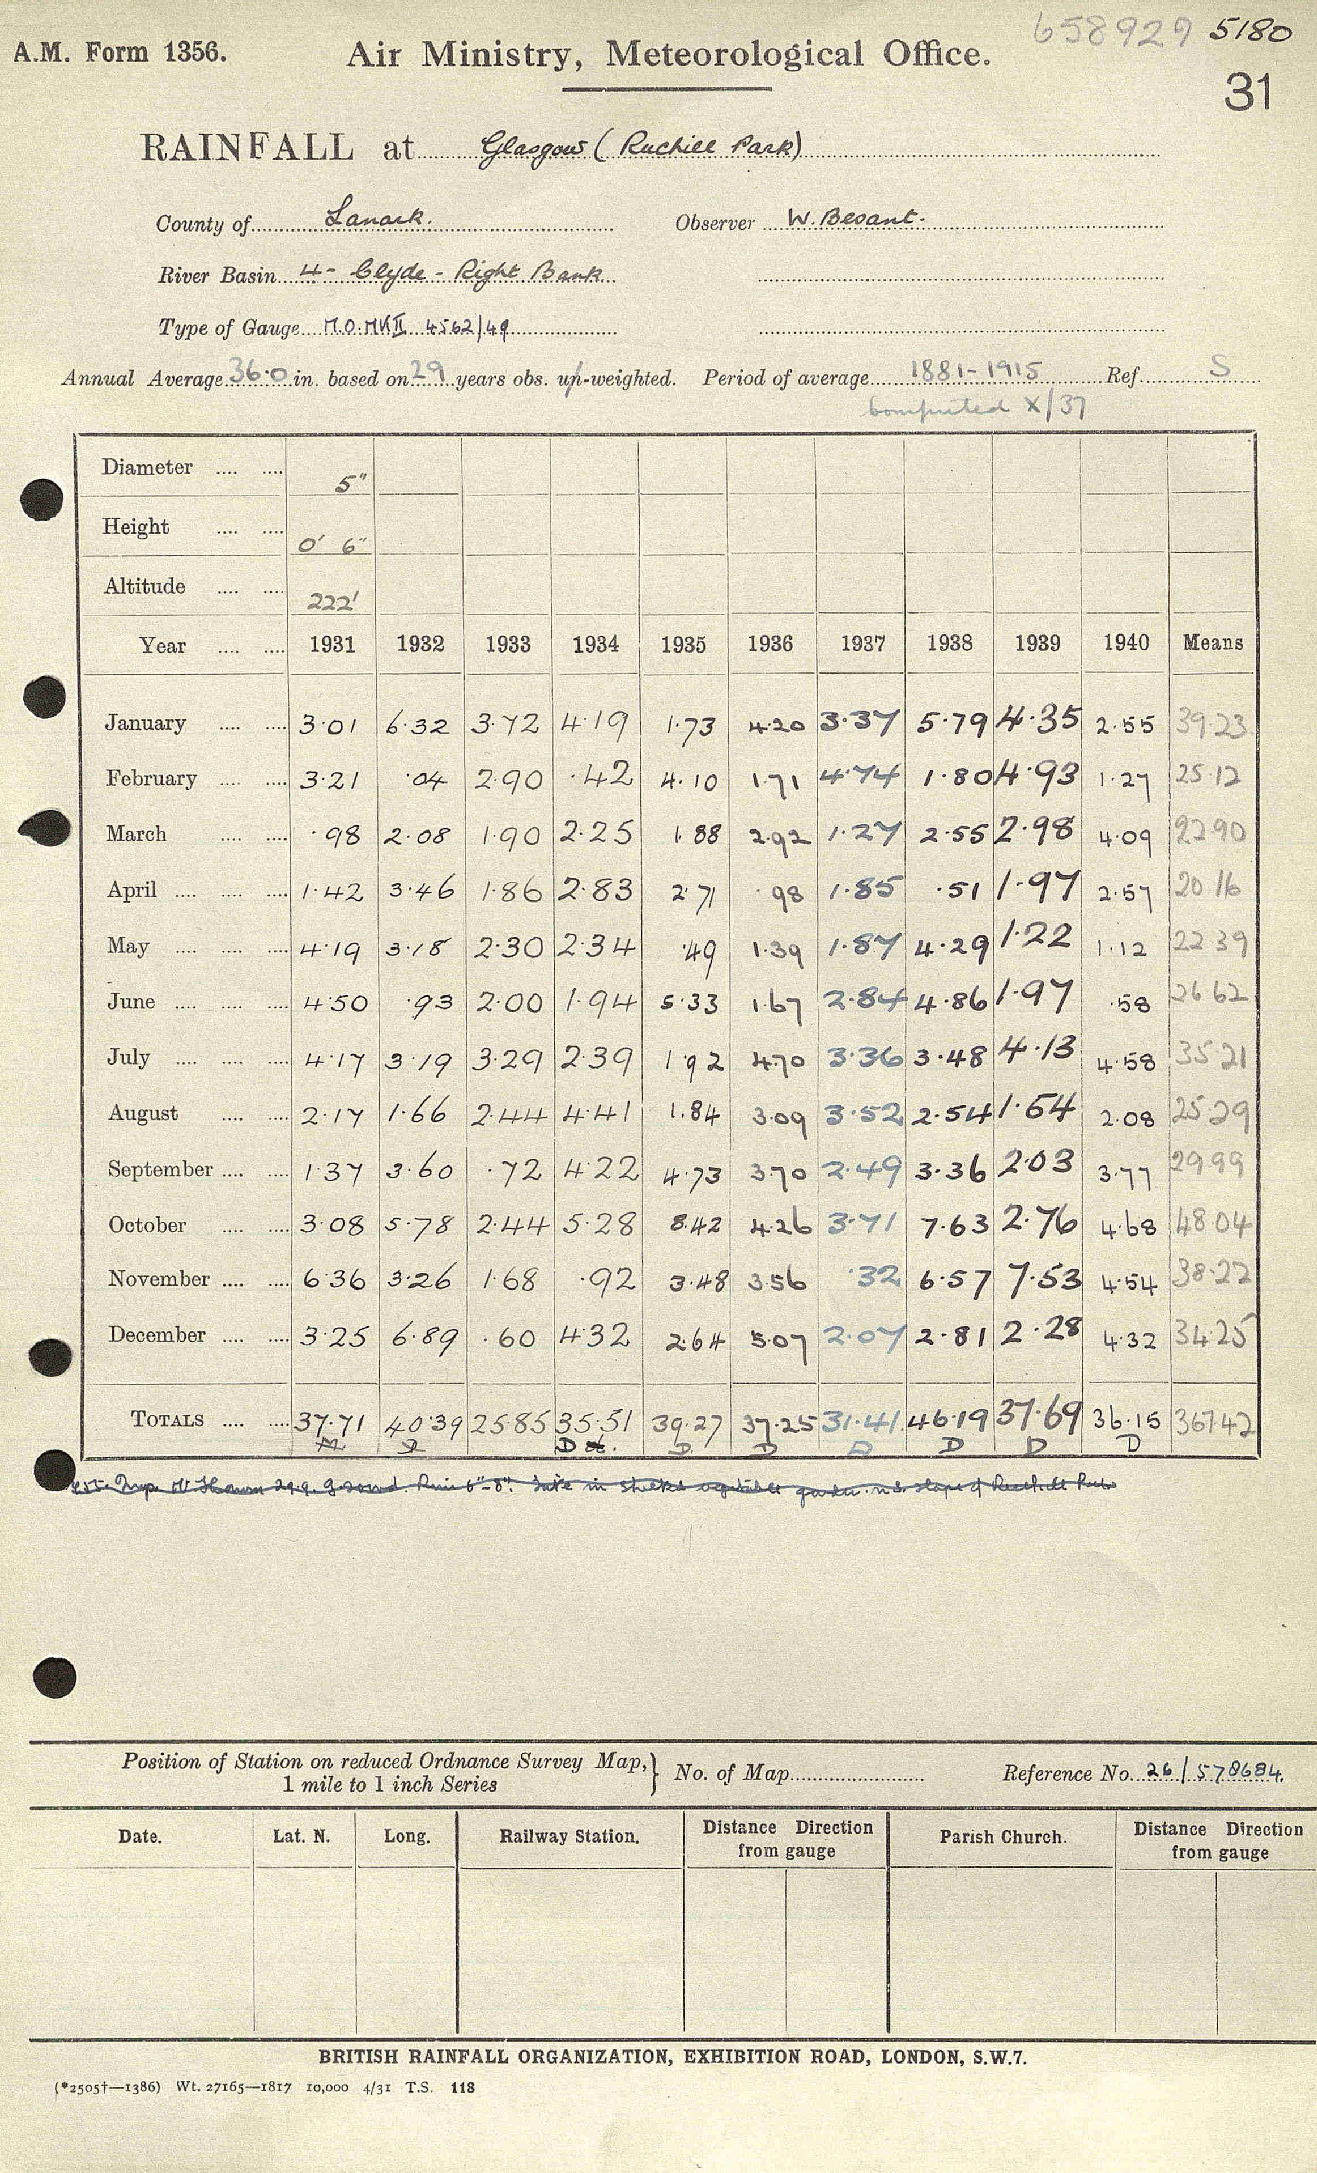 658929 5180
A.M. Form 1356. Air Ministry, Meteorological Office.
31
RAINFALL at Glasgow (Ruchill Park)
County of Lanark. Observer W. Besant.
River Basin 4 - Clyde - Right Bank
Type of Gauge M.O. MK II 4562/49
Annual Average 36.0 in. based on 29 years obs. un-weighted. Period of average 1881-1915 Ref. S
Computed X/37
Diameter .... .... 5"
Height .... .... 0' 6"
Altitude .... .... 222'
Year .... .... 1931 1932 1933 1934 1935 1936 1937 1938 1939 1940 Means
January .... .... 3.01 6.32 3.72 4.19 1.73 4.20 3.37 5.79 4.35 2.55 39.23
February .... .... 3.21 .04 2.90 .42 4.10 1.71 4.74 1.80 4.93 1.27 25.12
March .... .... .98 2.08 1.90 2.25 1.88 2.92 1.27 2.55 2.98 4.09 22.90
April .... .... .... 1.42 3.46 1.86 2.83 2.71 .98 1.85 .51 1.97 2.57 20.16
May .... .... .... 4.19 3.18 2.30 2.34 .49 1.39 1.87 4.29 1.22 1.12 22.39
June .... .... .... 4.50 .93 2.00 1.94 5.33 1.67 2.84 4.86 1.97 .58 26.62
July .... .... .... 4.17 3.19 3.29 2.39 1.92 4.70 3.36 3.48 4.13 4.58 35.21
August .... .... 2.17 1.66 2.44 4.41 1.84 3.09 3.52 2.54 1.54 2.08 25.29
September .... .... 1.37 3.60 .72 4.22 4.73 3.70 2.49 3.36 2.03 3.77 29.99
October .... .... 3.08 5.78 2.44 5.28 8.42 4.26 3.71 7.63 2.76 4.68 48.04
November .... .... 6.36 3.26 1.68 .92 3.48 3.56 .32 6.57 7.53 4.54 38.22
December .... .... 3.25 6.89 .60 4.32 2.64 5.07 2.07 2.81 2.28 4.32 34.25
TOTALS .... .... 37.71 40.39 25.85 35.51 39.27 37.25 31.41 46.19 37.69 36.15 367.42
D D D D D D D
Position of Station on reduced Ordnance Survey Map, } No. of Map Reference No. 26/578684.
1 mile to 1 inch Series
Date. Lat. N. Long. Railway Station. Distance Direction from gauge Parish Church. Distance Direction from gauge
BRITISH RAINFALL ORGANIZATION, EXHIBITION ROAD, LONDON, S.W.7.
(*2505†—1386) Wt. 27165—1817 10,000 4/31 T.S. 113